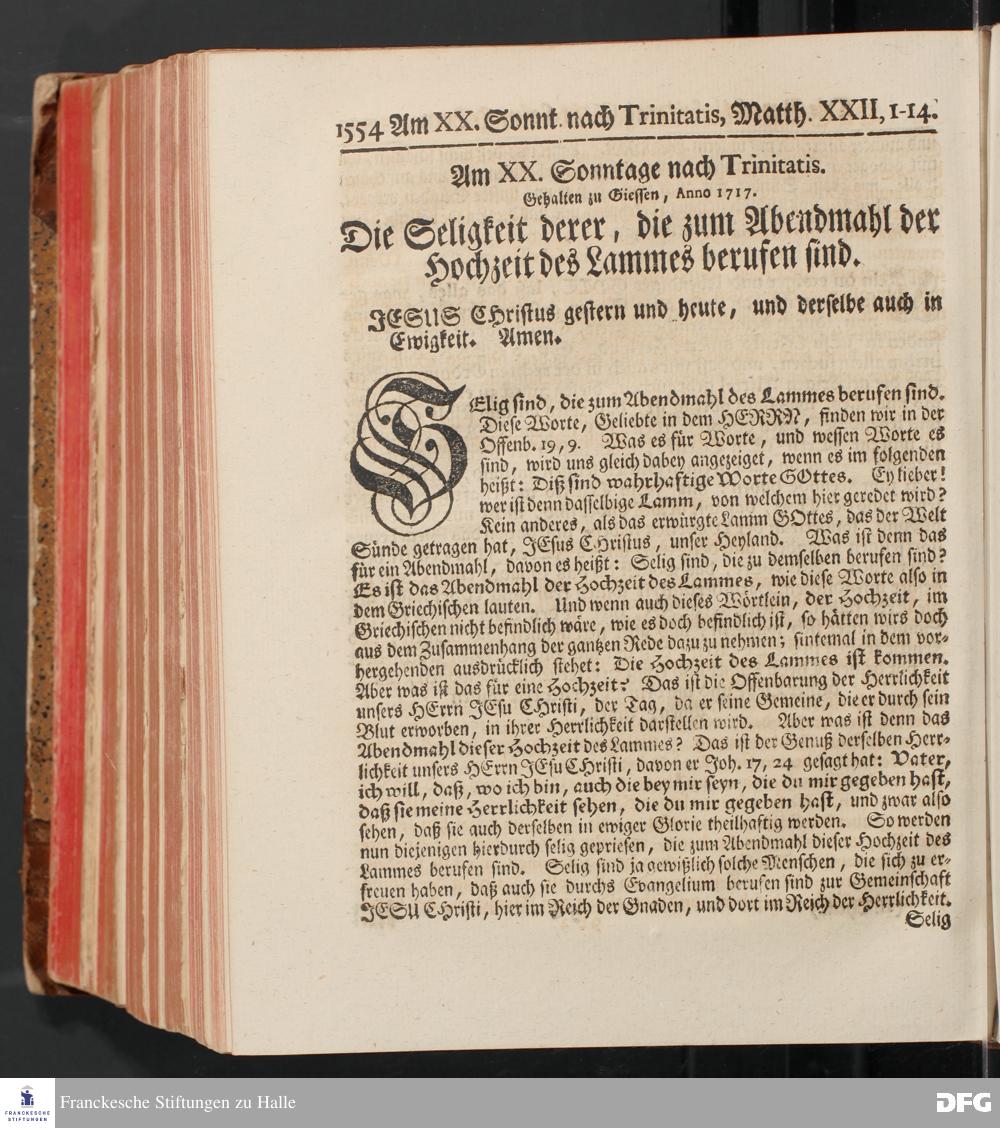 1554 Am XX. Sonnt. nach Trinitatis, Matth. XXII, 1-14.
Am XX. Sonntage nach Trinitatis.
Gehalten zu Giessen, Anno 1717.
Die Seligkeit derer, die zum Abendmahl der
Hochzeit des Lammes berufen sind.
JESUS CHristus gestern und heute, und derselbe auch in
Ewigkeit. Amen.
SElig sind, die zum Abendmahl des Lammes berufen sind.
Diese Worte, Geliebte in dem HERRN, finden wir in der
Offenb. 19, 9. Was es für Worte, und wessen Worte es
sind, wird uns gleich dabey angezeiget, wenn es im folgenden
heißt: Diß sind wahrhaftige Worte GOttes. Ey lieber!
wer ist denn dasselbige Lamm, von welchem hier geredet wird?
Kein anderes, als das erwürgte Lamm GOttes, das der Welt
Sünde getragen hat, JEsus CHristus, unser Heyland. Was ist denn das
für ein Abendmahl, davon es heißt: Selig sind, die zu demselben berufen sind?
Es ist das Abendmahl der Hochzeit des Lammes, wie diese Worte also in
dem Griechischen lauten. Und wenn auch dieses Wörtlein, der Hochzeit, im
Griechischen nicht befindlich wäre, wie es doch befindlich ist, so hätten wirs doch
aus dem Zusammenhang der gantzen Rede dazu zu nehmen; sintemal in dem vor-
hergehenden ausdrücklich stehet: Die Hochzeit des Lammes ist kommen.
Aber was ist das für eine Hochzeit? Das ist die Offenbarung der Herrlichkeit
unsers HErrn JEsu CHristi, der Tag, da er seine Gemeine, die er durch sein
Blut erworben, in ihrer Herrlichkeit darstellen wird. Aber was ist denn das
Abendmahl dieser Hochzeit des Lammes? Das ist der Genuß derselben Herr-
lichkeit unsers HErrn JEsu CHristi, davon er Joh. 17, 24 gesagt hat: Vater,
ich will, daß, wo ich bin, auch die bey mir seyn, die du mir gegeben hast,
daß sie meine Herrlichkeit sehen, die du mir gegeben hast, und zwar also
sehen, daß sie auch derselben in ewiger Glorie theilhaftig werden. So werden
nun diejenigen hierdurch selig gepriesen, die zum Abendmahl dieser Hochzeit des
Lammes berufen sind. Selig sind ja gewißlich solche Menschen, die sich zu er-
freuen haben, daß auch sie durchs Evangelium berufen sind zur Gemeinschaft
JESU CHristi, hier im Reich der Gnaden, und dort im Reich der Herrlichkeit.
Selig
FRANCKESCHE
STIFTUNGEN
Franckesche Stiftungen zu Halle
DFG